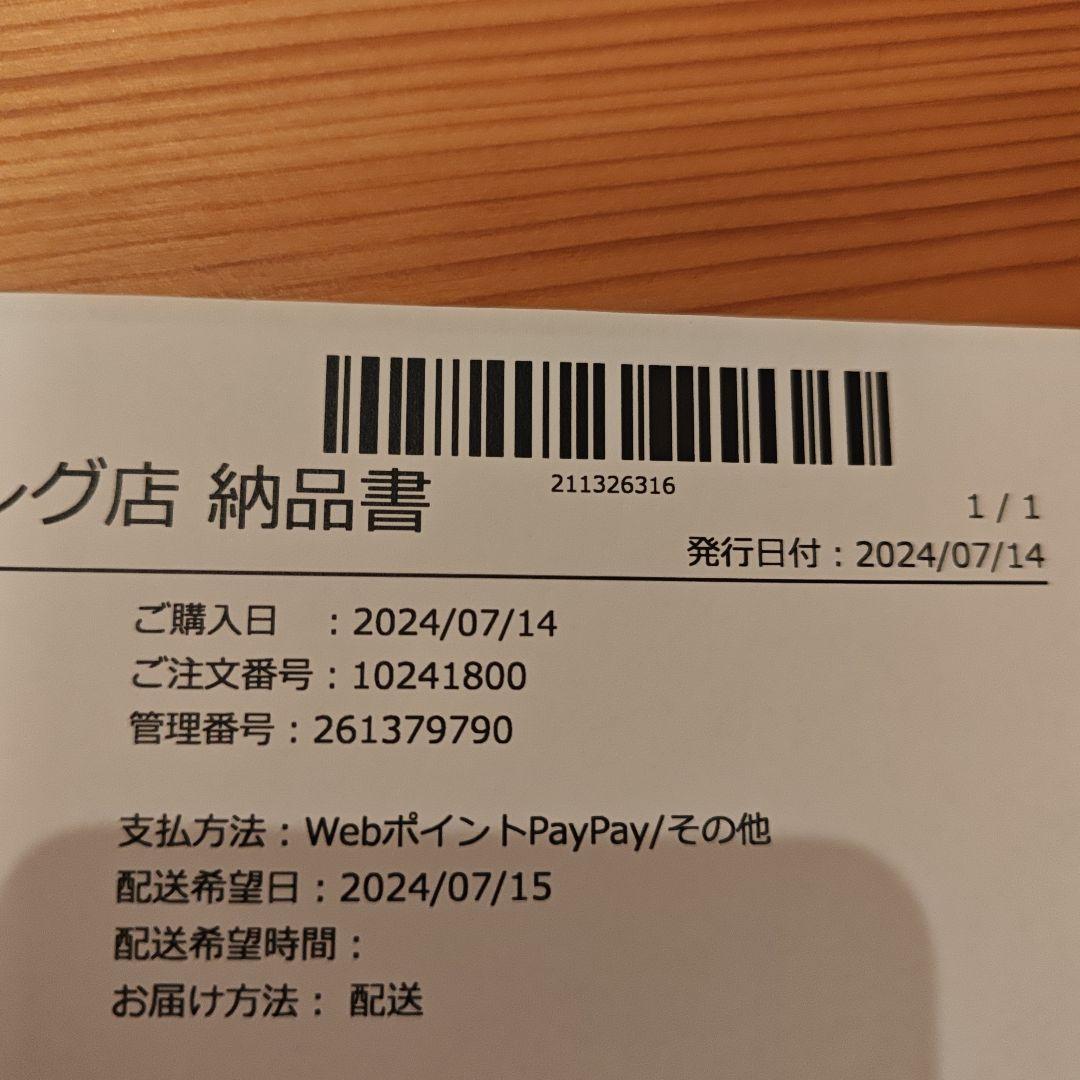 211326316
1 / 1
ング店 納品書
発行日付：2024/07/14
ご購入日　：2024/07/14
ご注文番号：10241800
管理番号：261379790
支払方法：WebポイントPayPay/その他
配送希望日：2024/07/15
配送希望時間：
お届け方法： 配送